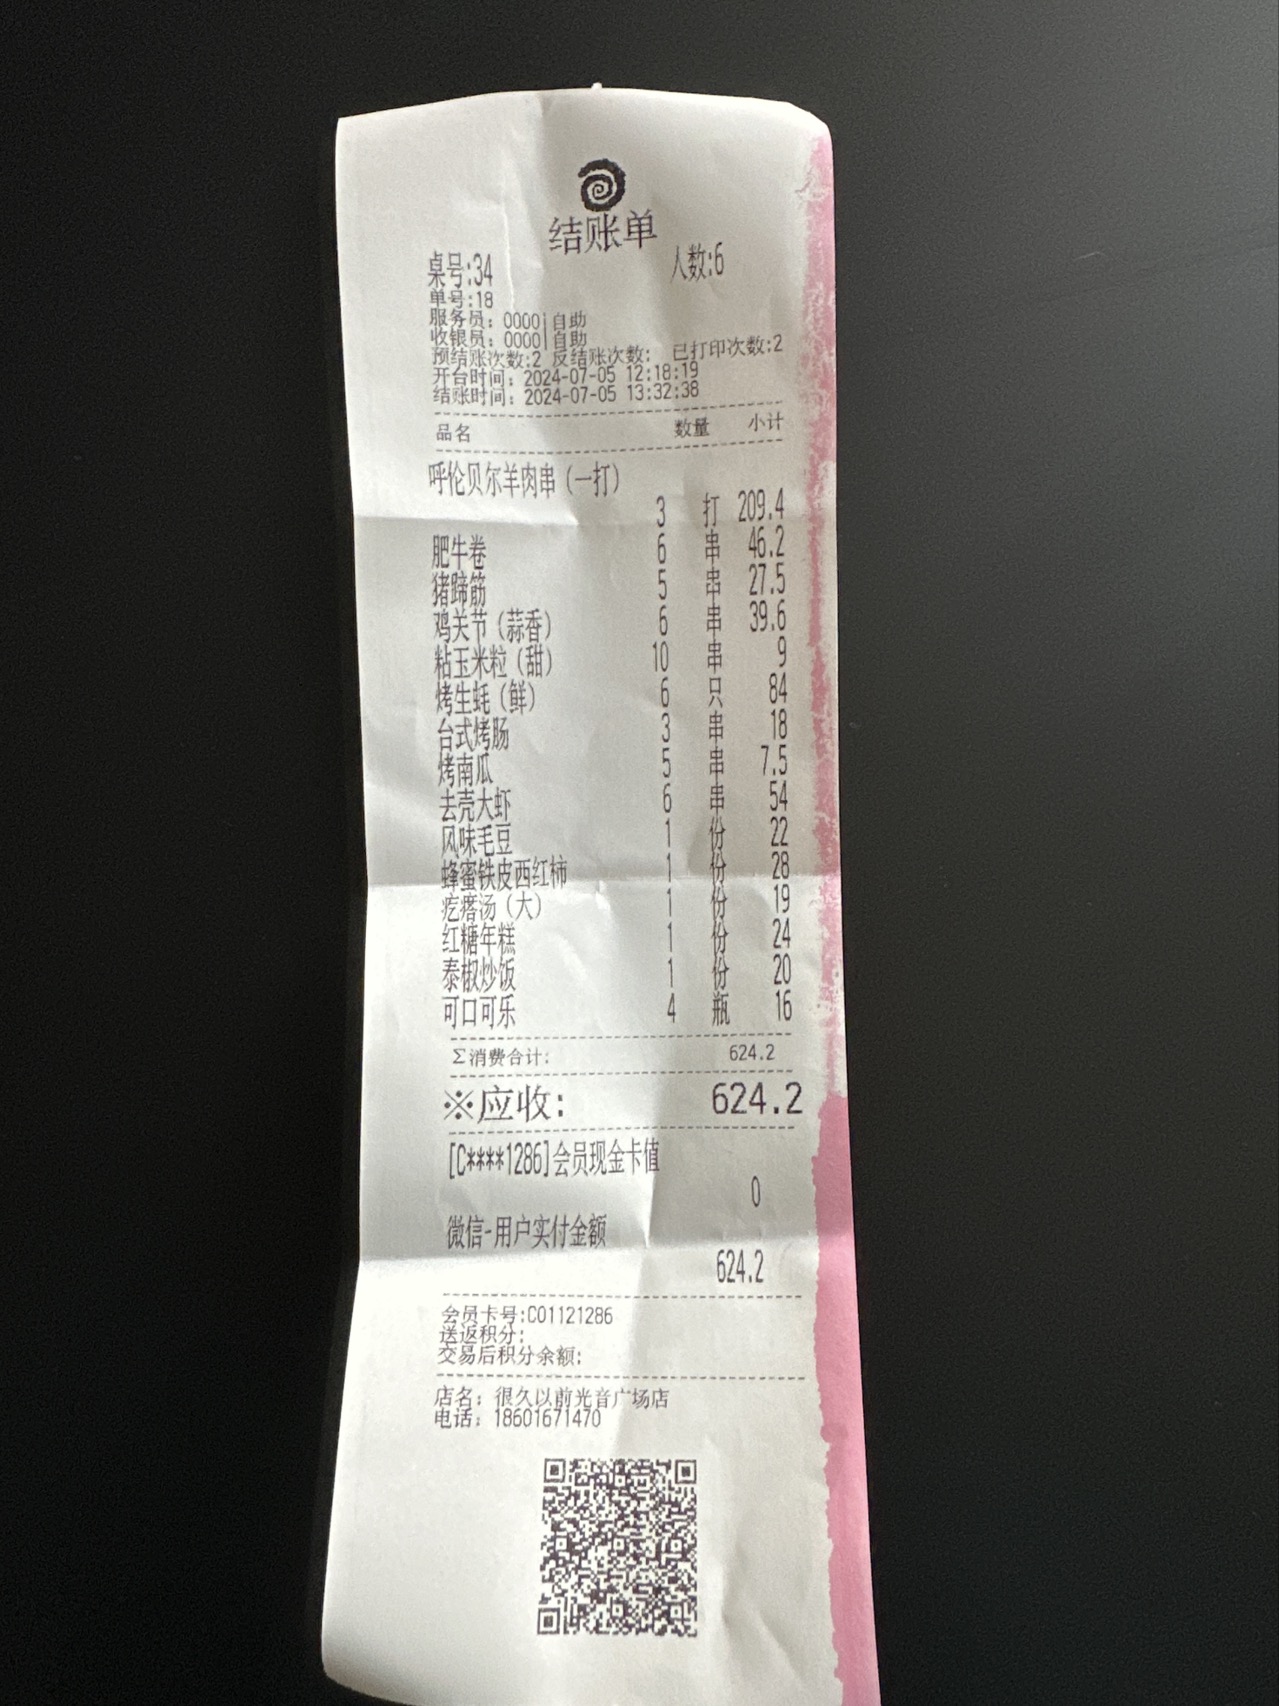 结账单
桌号:34 人数:6
单号:18
服务员: 0000|自助
收银员: 0000|自助
预结账次数:2 反结账次数: 已打印次数:2
开台时间: 2024-07-05 12:18:19
结账时间: 2024-07-05 13:32:38
品名 数量 小计
呼伦贝尔羊肉串(一打)
3 打 209.4
肥牛卷 6 串 46.2
猪蹄筋 5 串 27.5
鸡关节(蒜香) 6 串 39.6
粘玉米粒(甜) 10 串 9
烤生蚝(鲜) 6 只 84
台式烤肠 3 串 18
烤南瓜 5 串 7.5
去壳大虾 6 串 54
风味毛豆 1 份 22
蜂蜜铁皮西红柿 1 份 28
疙瘩汤(大) 1 份 19
红糖年糕 1 份 24
泰椒炒饭 1 份 20
可口可乐 4 瓶 16
Σ消费合计: 624.2
※应收: 624.2
[C****1286]会员现金卡值
0
微信-用户实付金额
624.2
会员卡号:C01121286
送返积分:
交易后积分余额:
店名: 很久以前光音广场店
电话: 18601671470